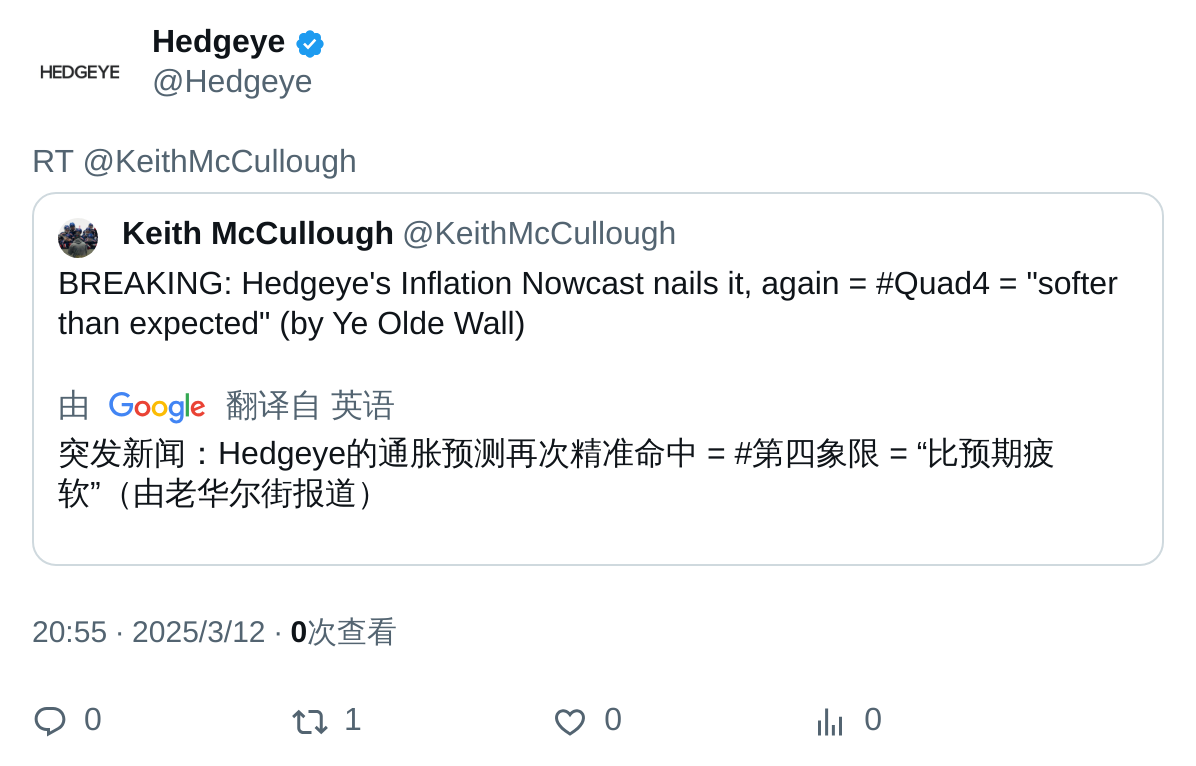 Hedgeye
HEDGEYE
@Hedgeye
RT @KeithMcCullough
Keith McCullough @KeithMcCullough
BREAKING: Hedgeye's Inflation Nowcast nails it, again = #Quad4 = "softer
than expected" (by Ye Olde Wall)
由 Google 翻译自 英语
突发新闻：Hedgeye的通胀预测再次精准命中 = #第四象限 = “比预期疲
软”（由老华尔街报道）
20:55 · 2025/3/12 · 0次查看
0 1 0 0